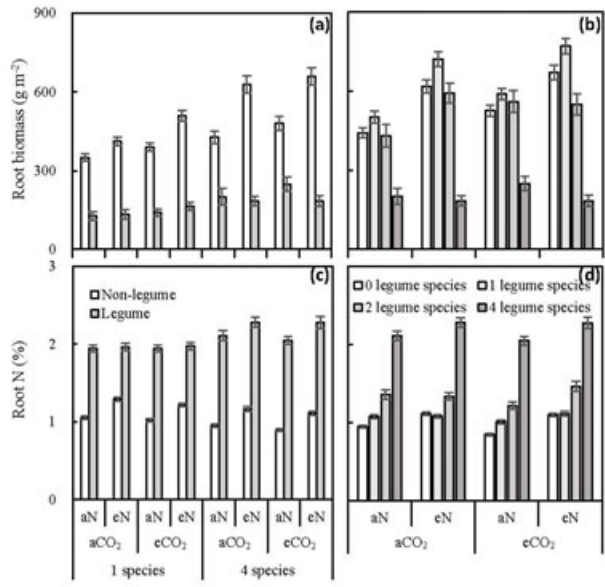 (a)
(b)
Root biomass (g m⁻²)
900
600
300
0
(c)
(d)
Non-legume
Legume
0 legume species
1 legume species
2 legume species
4 legume species
Root N (%)
3
2
1
0
aN eN aN eN aN eN aN eN
aN eN aN eN
aCO₂ eCO₂ aCO₂ eCO₂
aCO₂ eCO₂
1 species 4 species